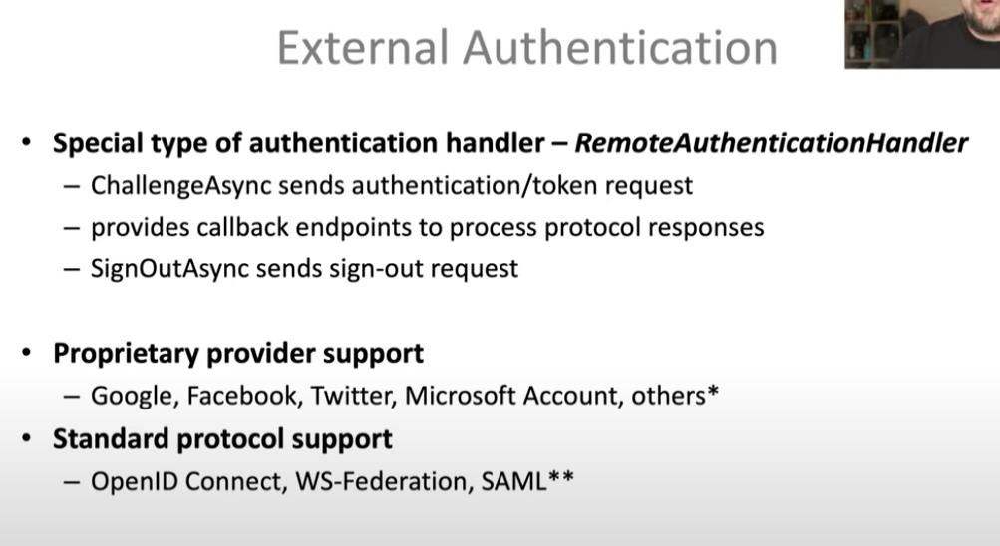 External Authentication
• Special type of authentication handler – RemoteAuthenticationHandler
– ChallengeAsync sends authentication/token request
– provides callback endpoints to process protocol responses
– SignOutAsync sends sign-out request
• Proprietary provider support
– Google, Facebook, Twitter, Microsoft Account, others*
• Standard protocol support
– OpenID Connect, WS-Federation, SAML**